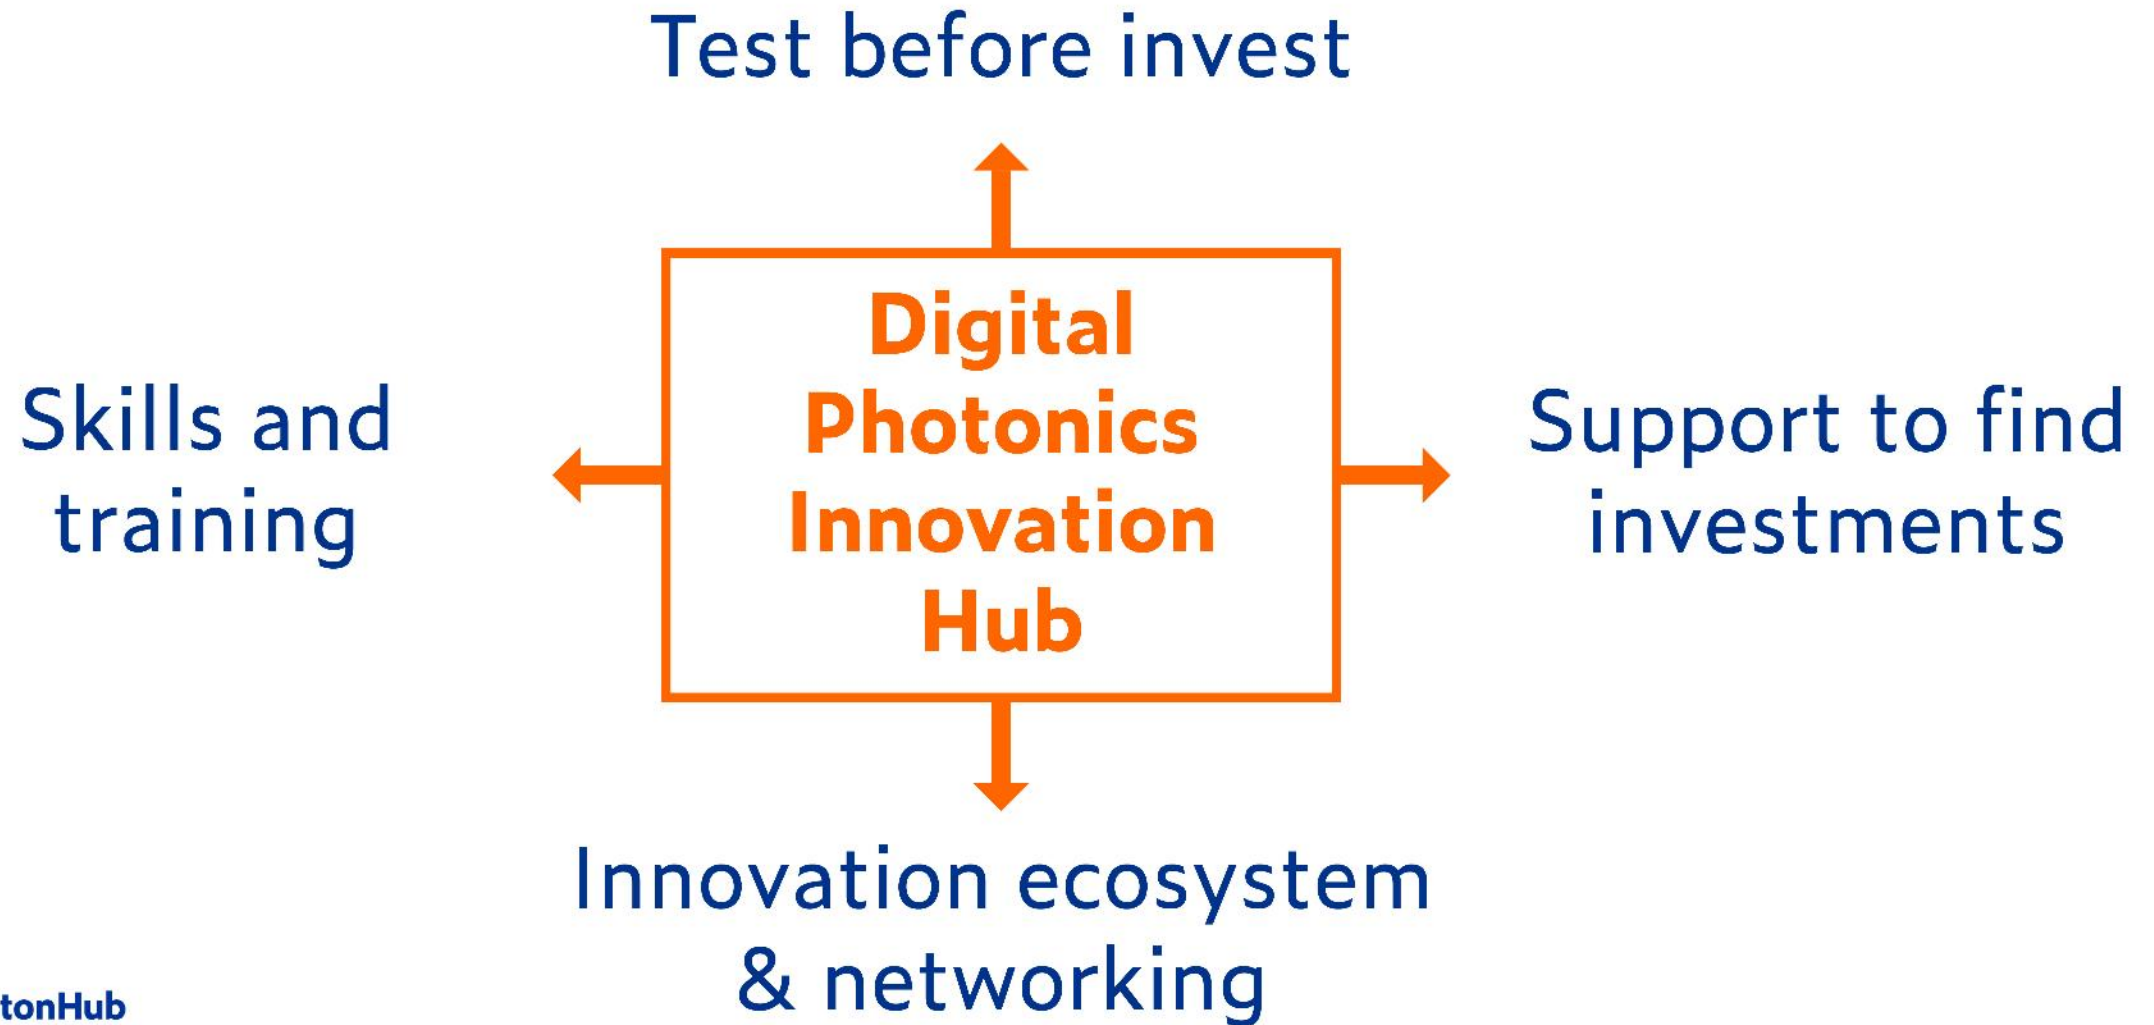 Test before invest
Digital
Photonics
Innovation
Hub
Skills and
training
Support to find
investments
Innovation ecosystem
& networking
tonHub